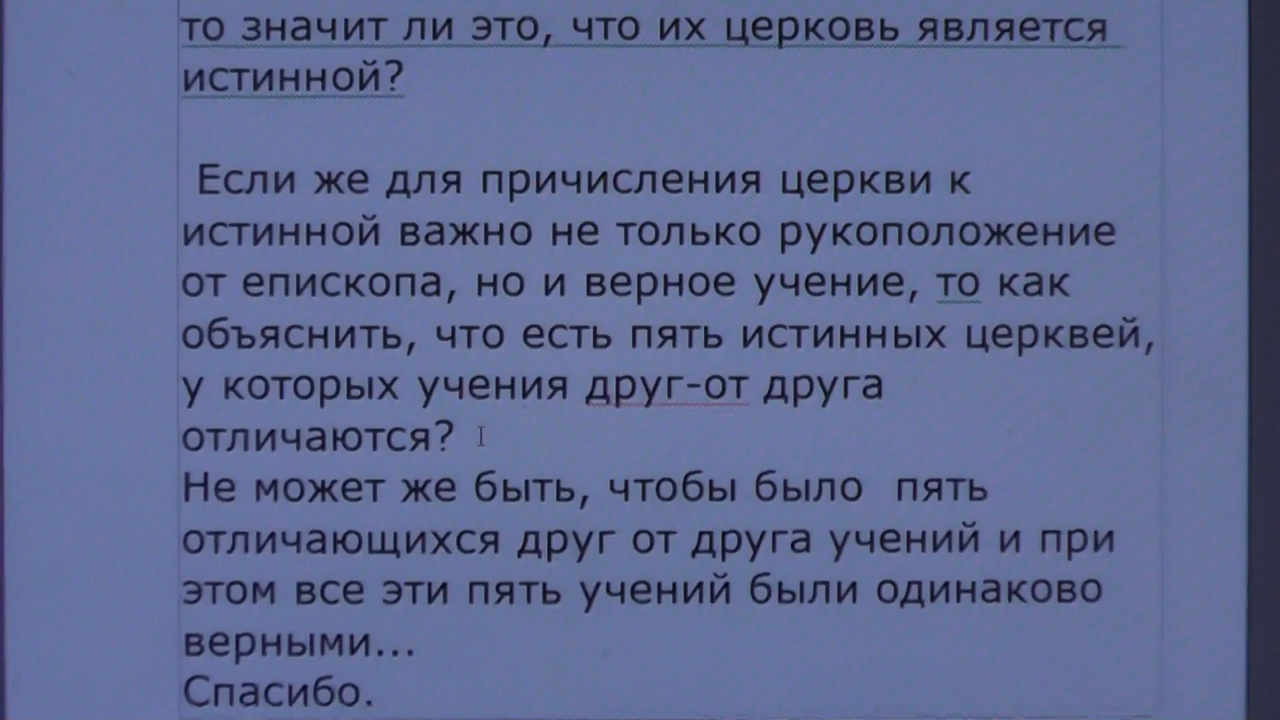 то значит ли это, что их церковь является
истинной?
Если же для причисления церкви к
истинной важно не только рукоположение
от епископа, но и верное учение, то как
объяснить, что есть пять истинных церквей,
у которых учения друг-от друга
отличаются?
Не может же быть, чтобы было  пять
отличающихся друг от друга учений и при
этом все эти пять учений были одинаково
верными...
Спасибо.